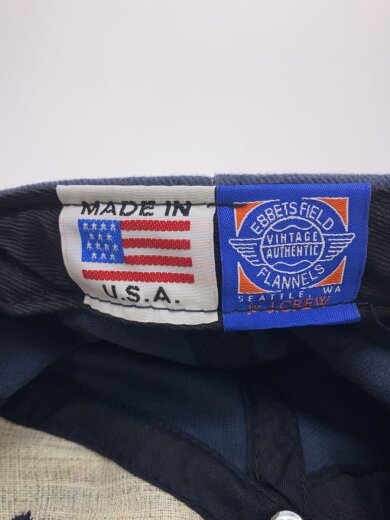 MADE IN
U.S.A.
EBBETS FIELD
VINTAGE
AUTHENTIC
FLANNELS
SEATTLE, WA
for J.CREW